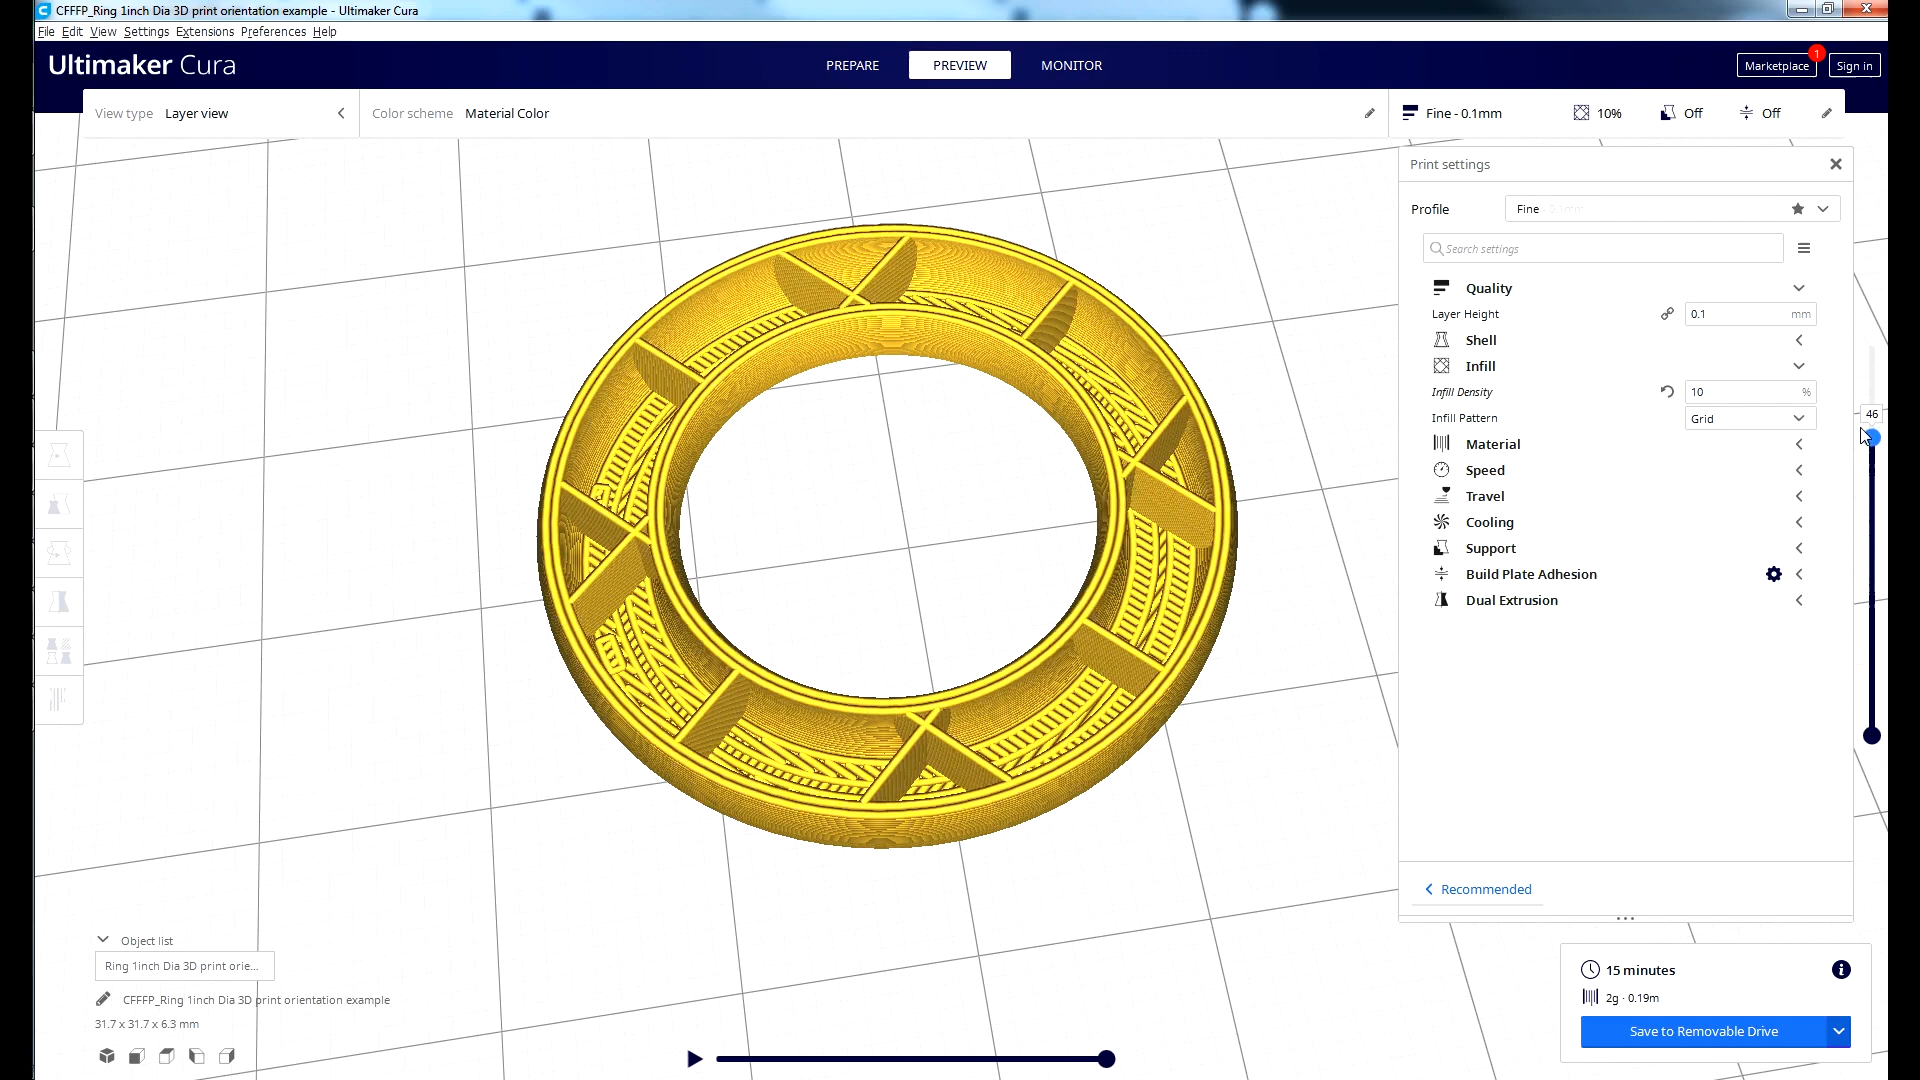 CFFFP_Ring 1inch Dia 3D print orientation example - Ultimaker Cura
File Edit View Settings Extensions Preferences Help
Ultimaker Cura
PREPARE PREVIEW MONITOR
Marketplace 1 Sign in
View type Layer view
Color scheme Material Color
Fine - 0.1mm 10% Off Off
Print settings
Profile Fine - 0.1mm
Search settings
Quality
Layer Height 0.1 mm
Shell
Infill
Infill Density 10 %
Infill Pattern Grid
Material
Speed
Travel
Cooling
Support
Build Plate Adhesion
Dual Extrusion
46
Recommended
Object list
Ring 1inch Dia 3D print orie...
CFFFP_Ring 1inch Dia 3D print orientation example
31.7 x 31.7 x 6.3 mm
15 minutes
2g · 0.19m
Save to Removable Drive